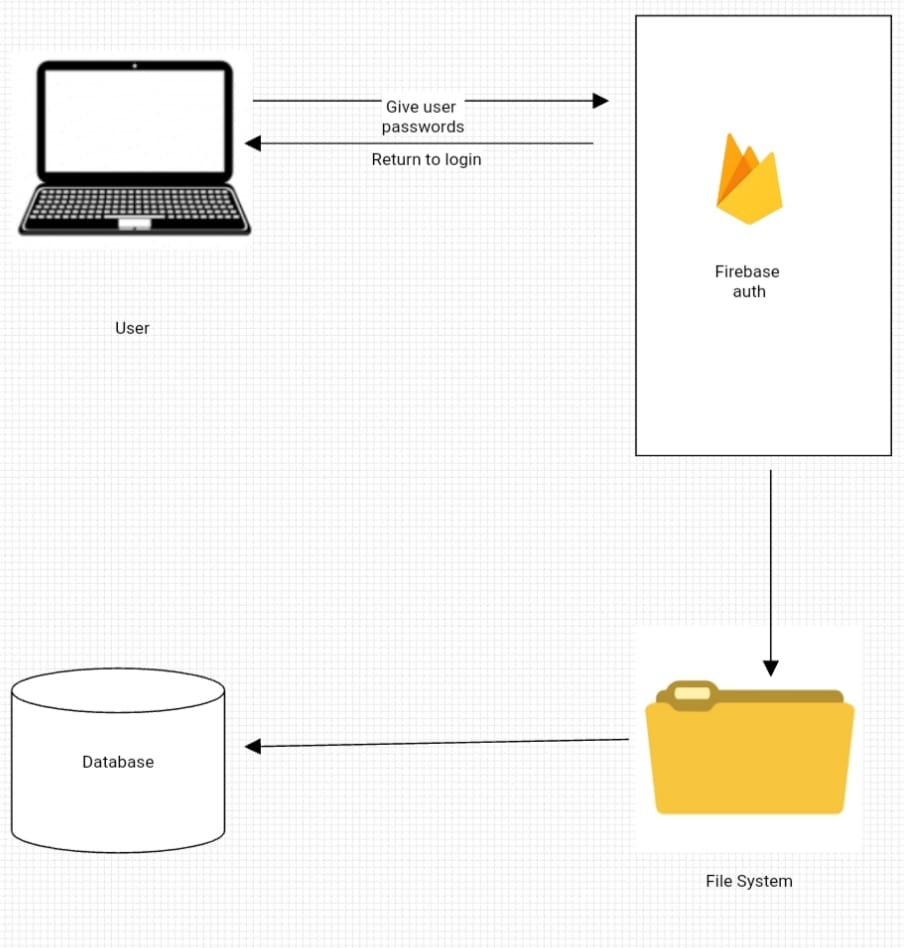 Give user
passwords
Return to login
Firebase
auth
User
Database
File System